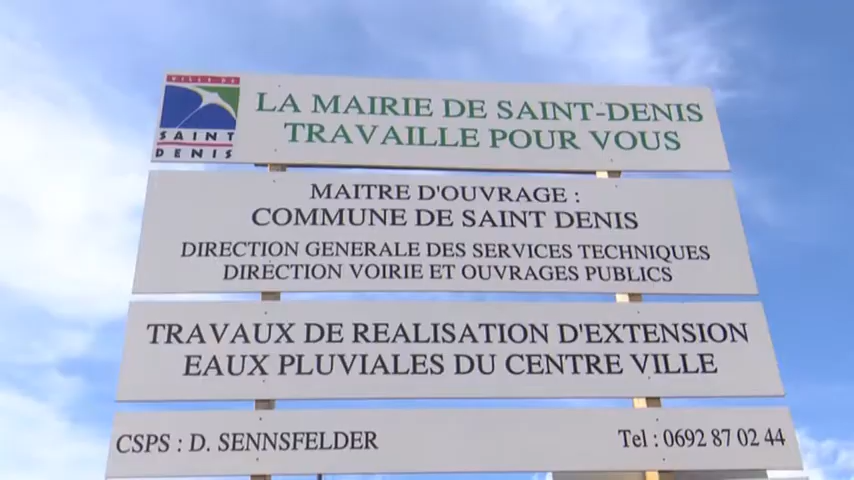 VILLE DE
SAINT
DENIS
LA MAIRIE DE SAINT-DENIS
TRAVAILLE POUR VOUS
MAITRE D'OUVRAGE :
COMMUNE DE SAINT DENIS
DIRECTION GENERALE DES SERVICES TECHNIQUES
DIRECTION VOIRIE ET OUVRAGES PUBLICS
TRAVAUX DE REALISATION D'EXTENSION
EAUX PLUVIALES DU CENTRE VILLE
CSPS : D. SENNSFELDER Tel : 0692 87 02 44